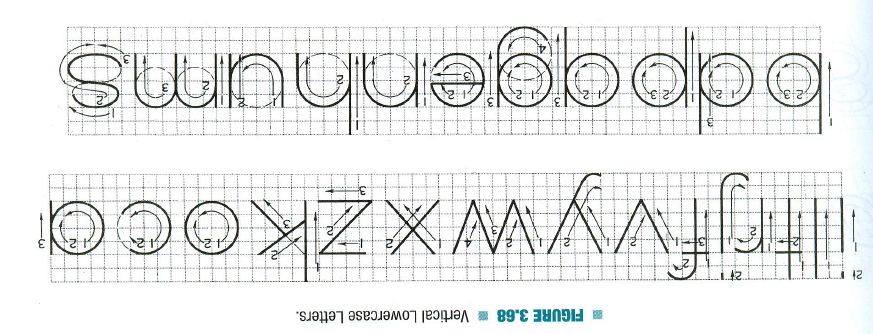 FIGURE 3.68 ■ Vertical Lowercase Letters.
i l t j f v y w x z k o c a
b d p q g e n h u m s